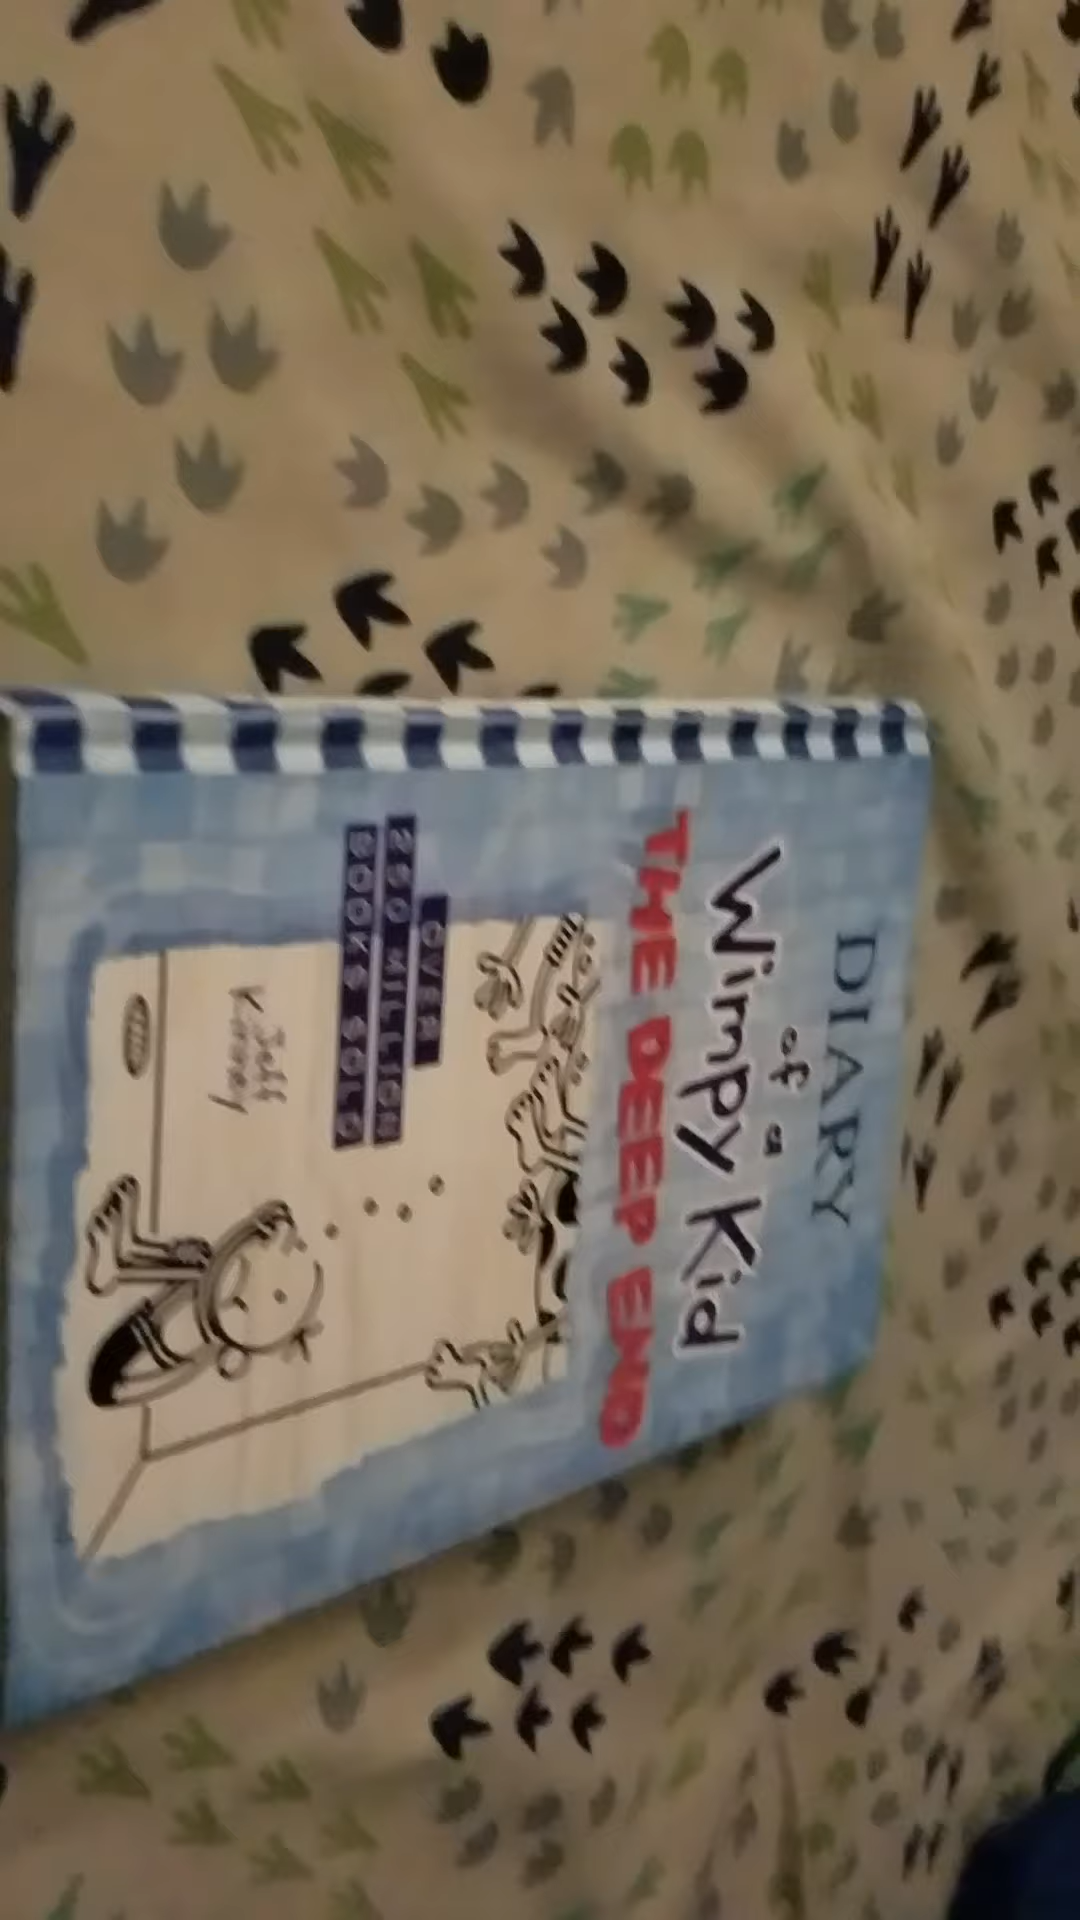 DIARY
of a
Wimpy Kid
THE DEEP END
OVER
250 MILLION
BOOKS SOLD
Jeff
Kinney